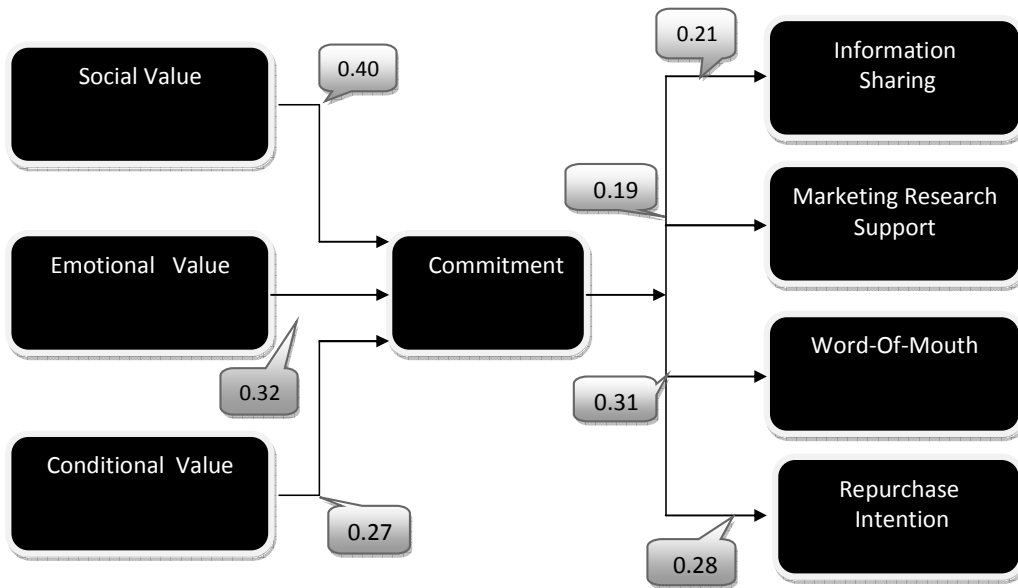 Social Value
0.40
Emotional Value
0.32
Conditional Value
0.27
Commitment
0.21
Information
Sharing
0.19
Marketing Research
Support
0.31
Word-Of-Mouth
0.28
Repurchase
Intention